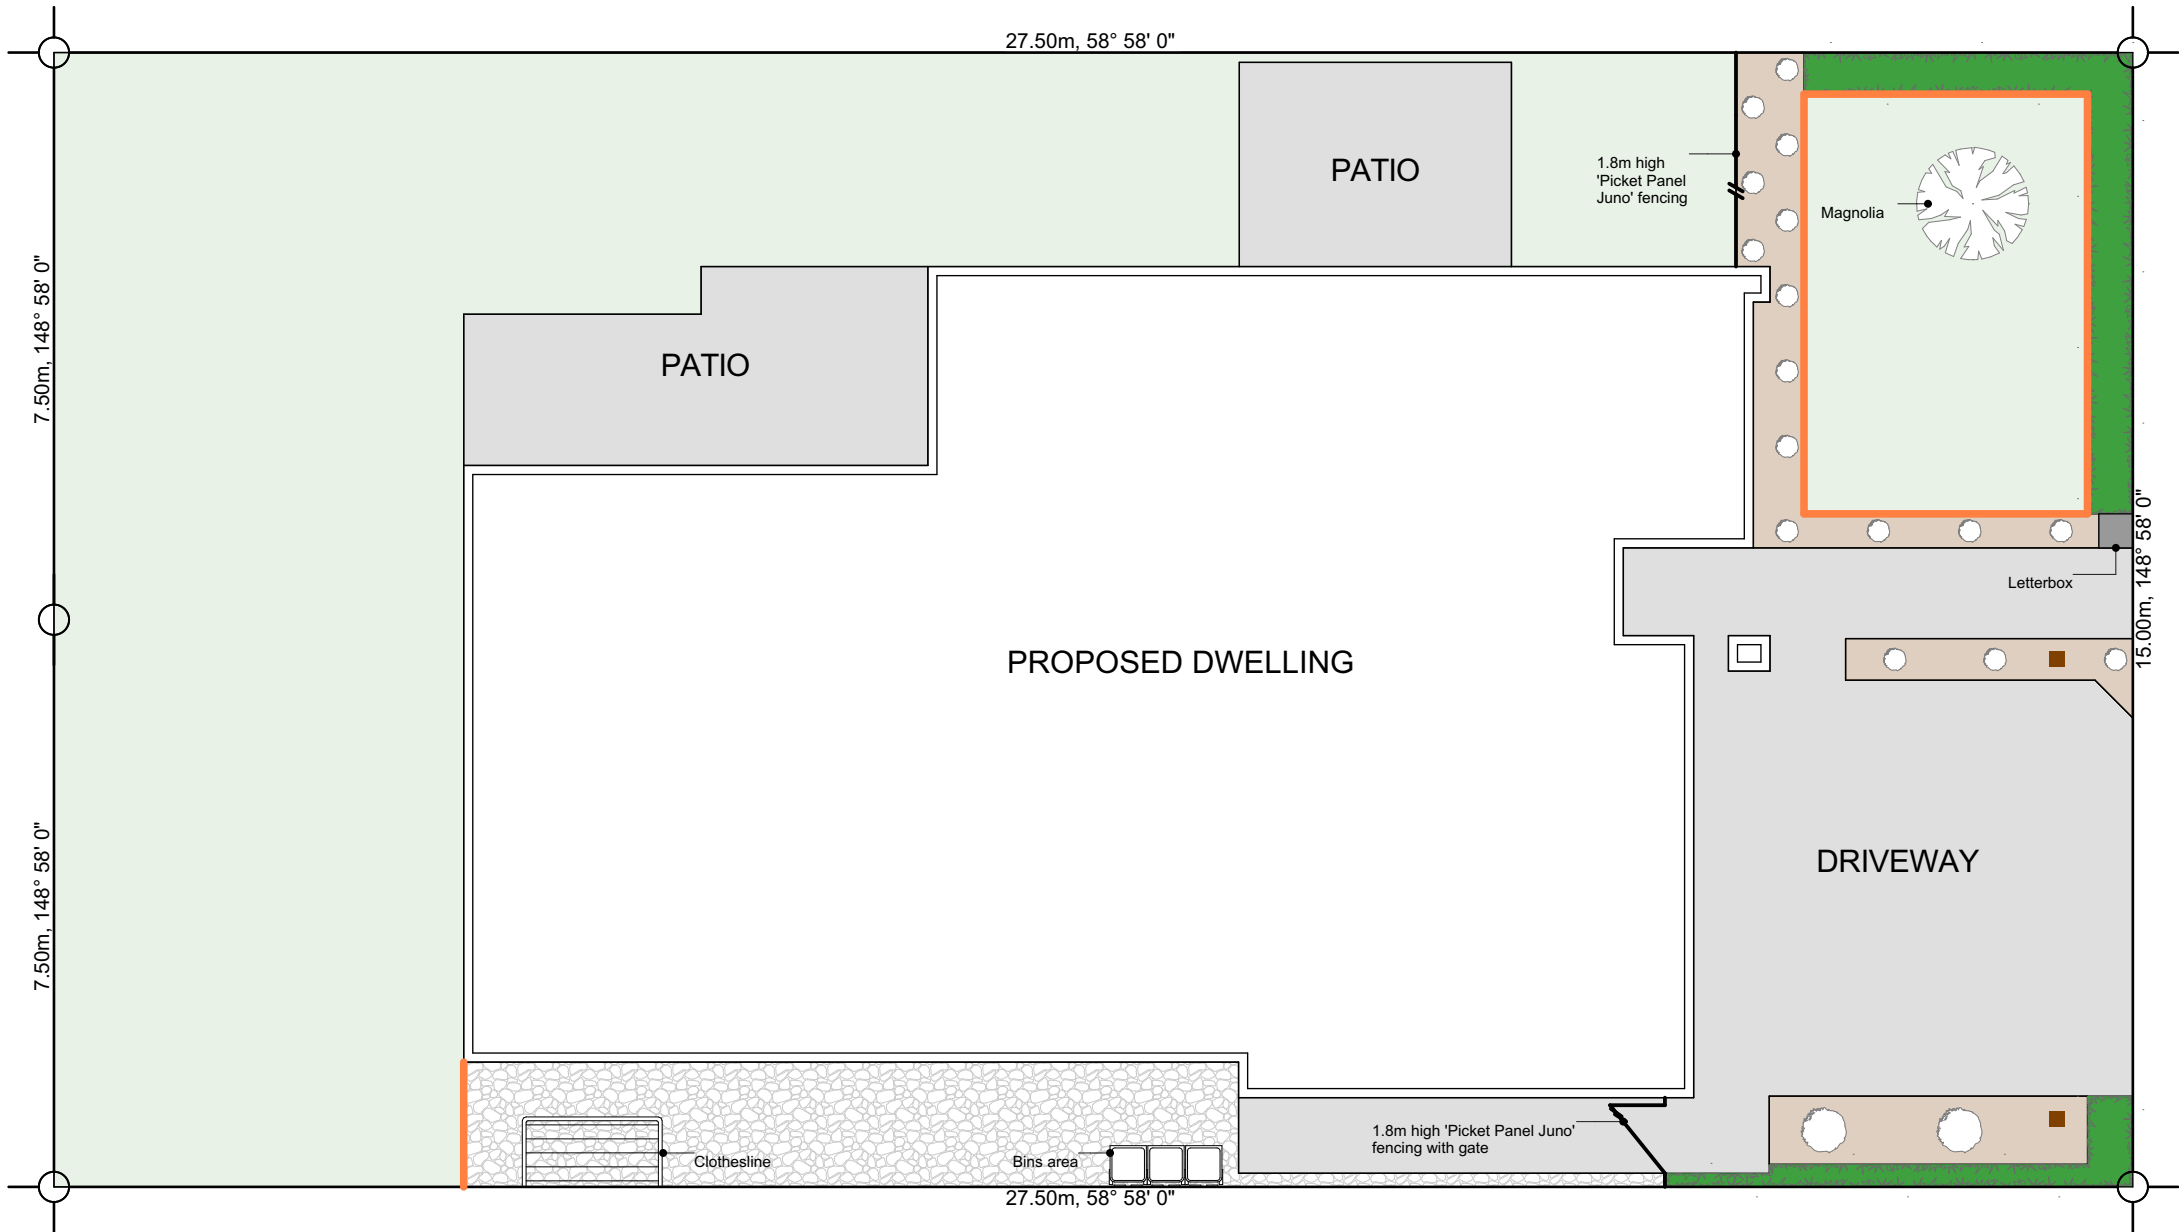 27.50m, 58° 58' 0"
PATIO
1.8m high
'Picket Panel
Juno' fencing
Magnolia
7.50m, 148° 58' 0"
PATIO
Letterbox
15.00m, 148° 58' 0"
PROPOSED DWELLING
DRIVEWAY
7.50m, 148° 58' 0"
Clothesline
Bins area
1.8m high 'Picket Panel Juno'
fencing with gate
27.50m, 58° 58' 0"